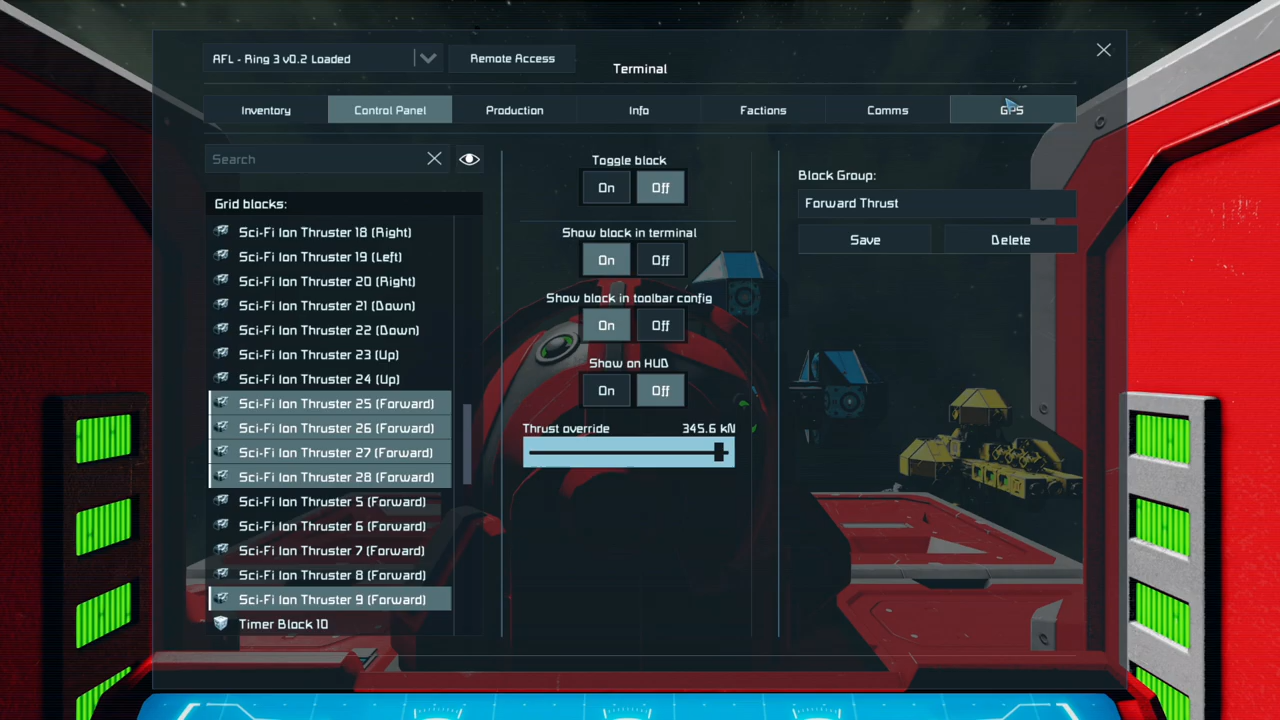 AFL - Ring 3 v0.2 Loaded
Remote Access
Terminal
Inventory
Control Panel
Production
Info
Factions
Comms
GPS
Search
Grid blocks:
Sci-Fi Ion Thruster 18 (Right)
Sci-Fi Ion Thruster 19 (Left)
Sci-Fi Ion Thruster 20 (Right)
Sci-Fi Ion Thruster 21 (Down)
Sci-Fi Ion Thruster 22 (Down)
Sci-Fi Ion Thruster 23 (Up)
Sci-Fi Ion Thruster 24 (Up)
Sci-Fi Ion Thruster 25 (Forward)
Sci-Fi Ion Thruster 26 (Forward)
Sci-Fi Ion Thruster 27 (Forward)
Sci-Fi Ion Thruster 28 (Forward)
Sci-Fi Ion Thruster 5 (Forward)
Sci-Fi Ion Thruster 6 (Forward)
Sci-Fi Ion Thruster 7 (Forward)
Sci-Fi Ion Thruster 8 (Forward)
Sci-Fi Ion Thruster 9 (Forward)
Timer Block 10
Toggle block
On Off
Show block in terminal
On Off
Show block in toolbar config
On Off
Show on HUD
On Off
Thrust override 345.6 kN
Block Group:
Forward Thrust
Save
Delete